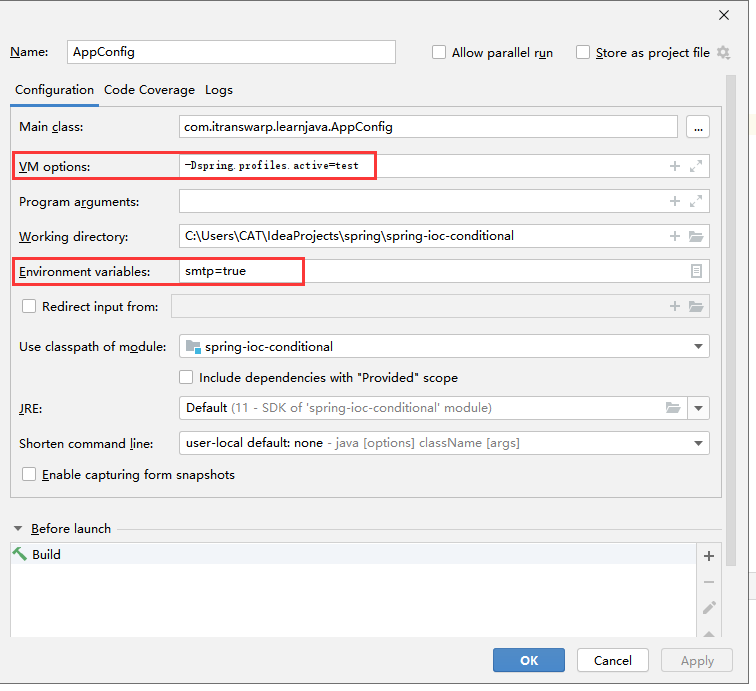 Name: AppConfig Allow parallel run Store as project file
Configuration Code Coverage Logs
Main class: com.itranswarp.learnjava.AppConfig ...
VM options: -Dspring.profiles.active=test
Program arguments:
Working directory: C:\Users\CAT\IdeaProjects\spring\spring-ioc-conditional
Environment variables: smtp=true
Redirect input from:
Use classpath of module: spring-ioc-conditional
Include dependencies with "Provided" scope
JRE: Default (11 - SDK of 'spring-ioc-conditional' module)
Shorten command line: user-local default: none - java [options] className [args]
Enable capturing form snapshots
Before launch
Build
OK Cancel Apply